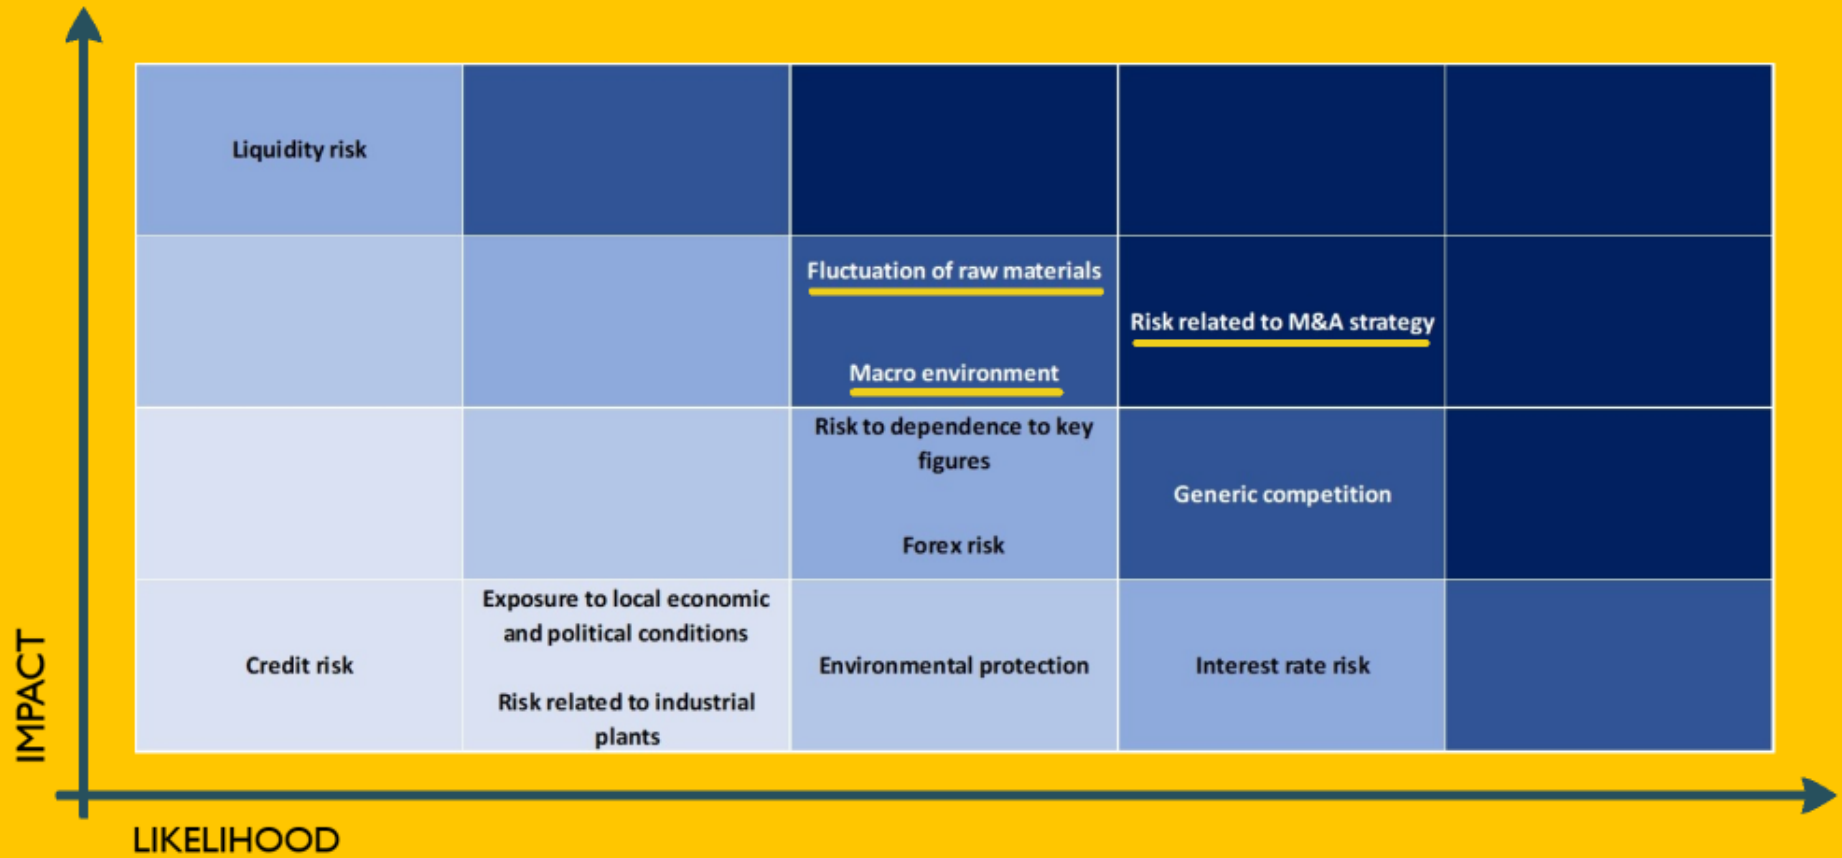 IMPACT
Liquidity risk
Fluctuation of raw materials
Macro environment
Risk related to M&A strategy
Risk to dependence to key
figures
Forex risk
Generic competition
Credit risk
Exposure to local economic
and political conditions
Risk related to industrial
plants
Environmental protection
Interest rate risk
LIKELIHOOD